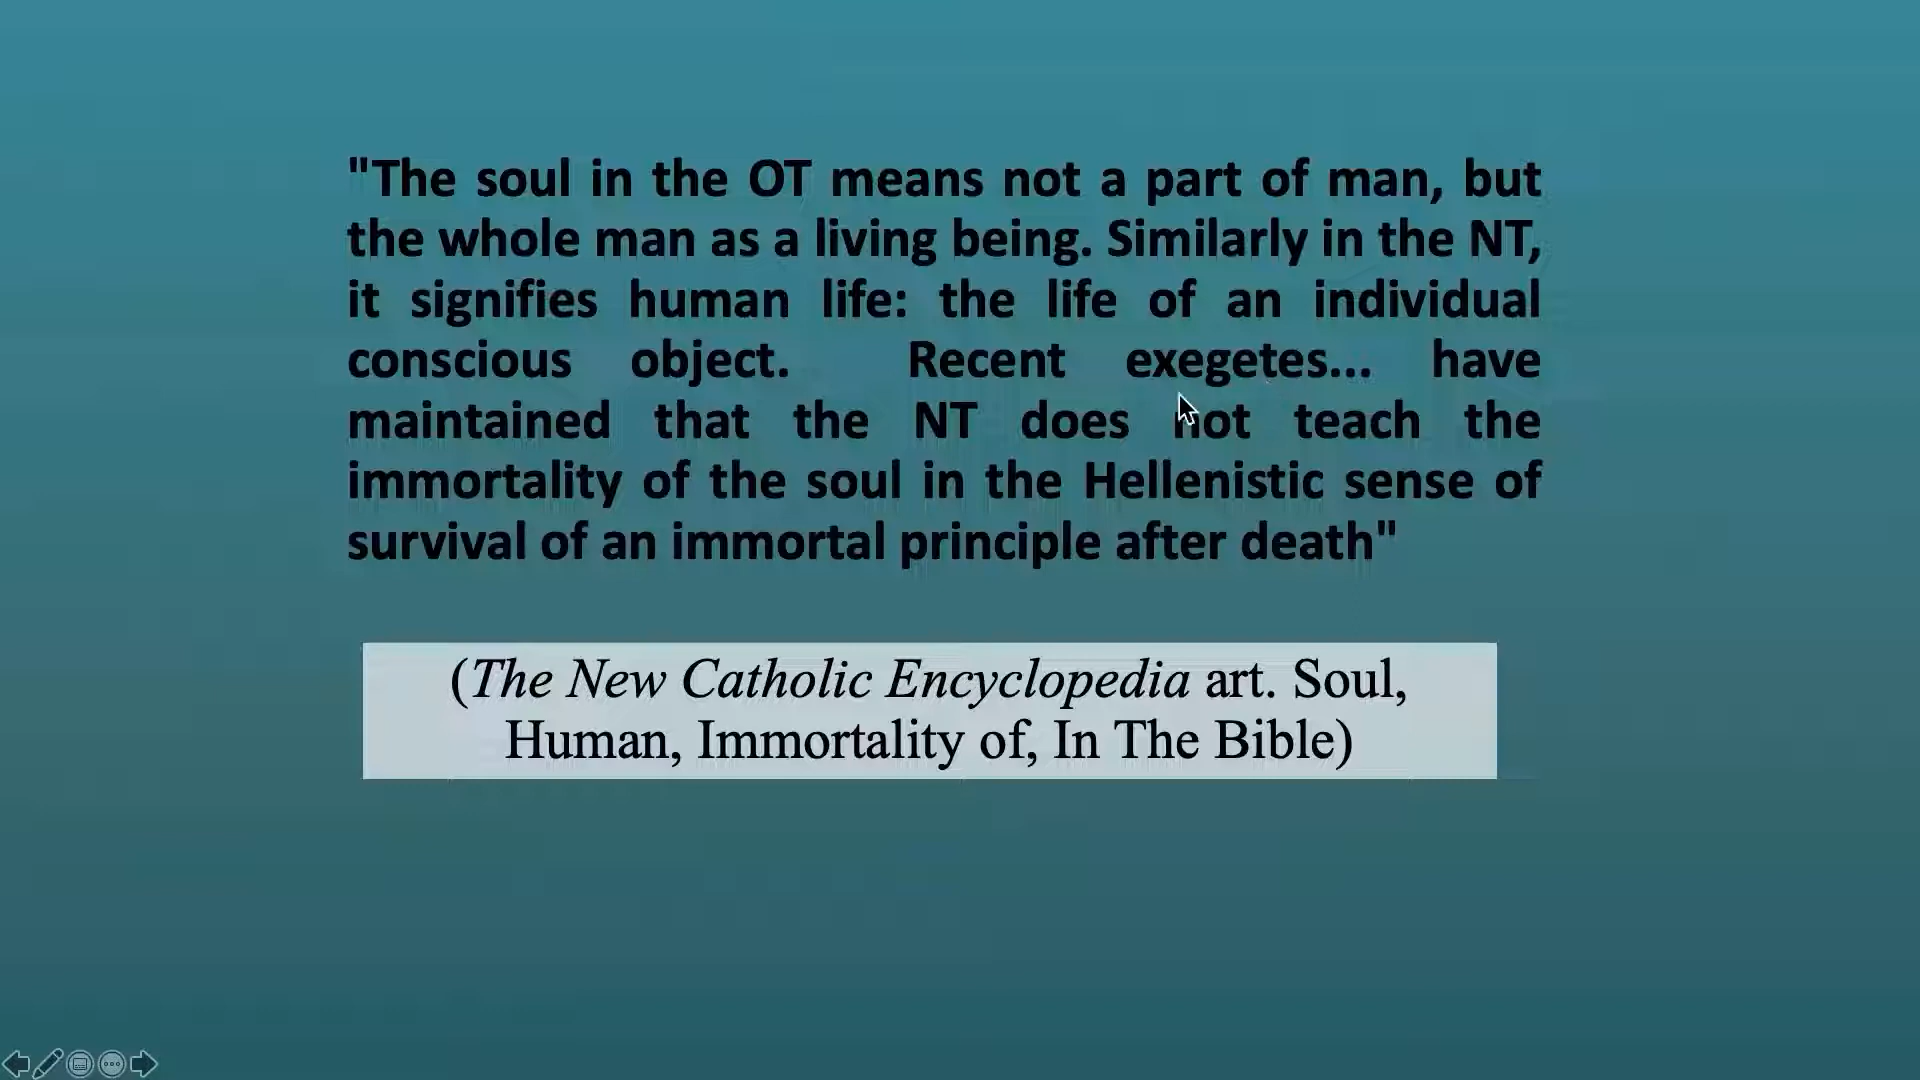 "The soul in the OT means not a part of man, but
the whole man as a living being. Similarly in the NT,
it signifies human life: the life of an individual
conscious object. Recent exegetes... have
maintained that the NT does not teach the
immortality of the soul in the Hellenistic sense of
survival of an immortal principle after death"
(The New Catholic Encyclopedia art. Soul,
Human, Immortality of, In The Bible)